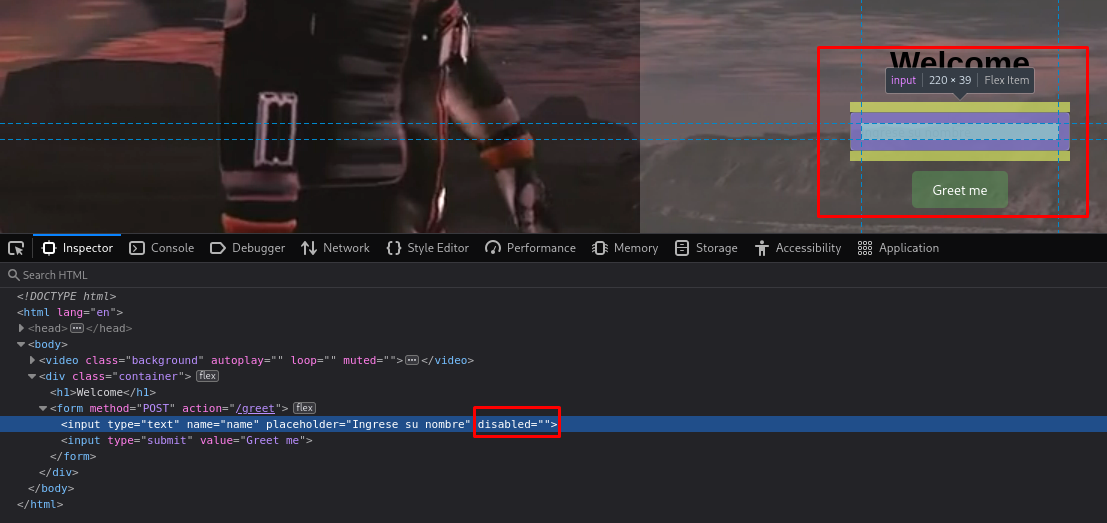 Welcome
input 220 × 39 Flex Item
Greet me
Inspector Console Debugger Network Style Editor Performance Memory Storage Accessibility Application
Search HTML
<!DOCTYPE html>
<html lang="en">
<head>•••</head>
<body>
<video class="background" autoplay="" loop="" muted="">•••</video>
<div class="container"> flex
<h1>Welcome</h1>
<form method="POST" action="/greet"> flex
<input type="text" name="name" placeholder="Ingrese su nombre" disabled="">
<input type="submit" value="Greet me">
</form>
</div>
</body>
</html>